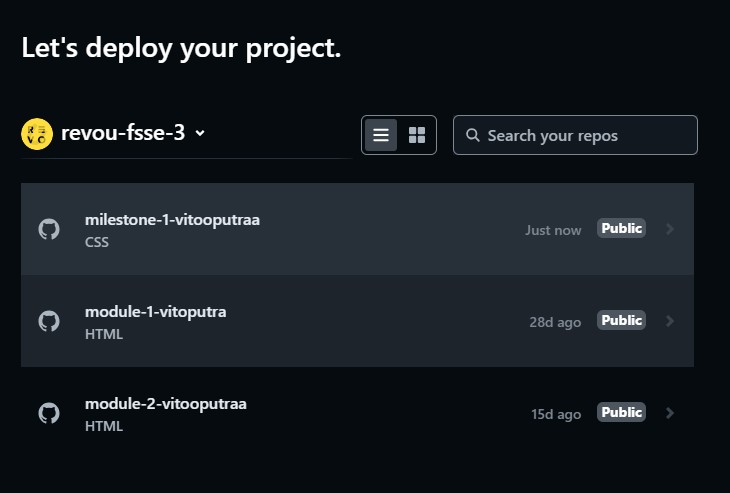 Let's deploy your project.
revou-fsse-3
Search your repos
milestone-1-vitooputraa
CSS
Just now
Public
module-1-vitoputra
HTML
28d ago
Public
module-2-vitooputraa
HTML
15d ago
Public